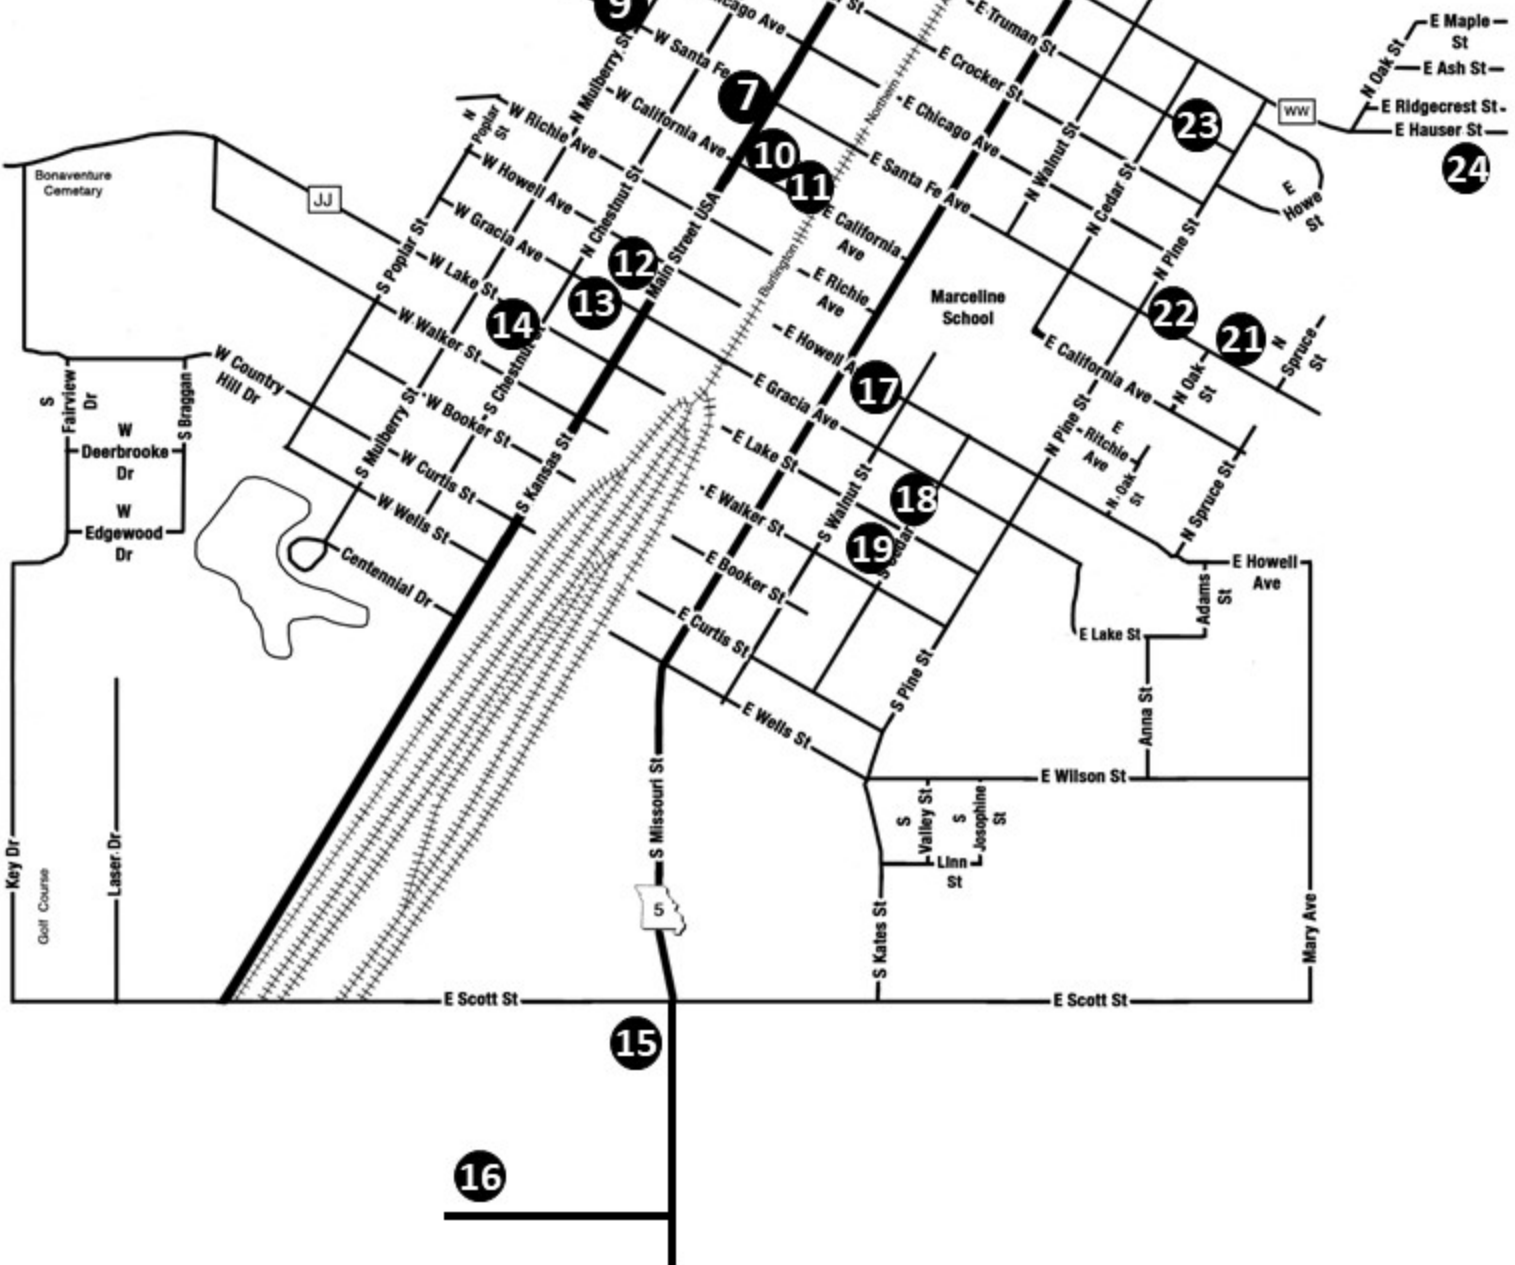 9
W Santa Fe
E Truman St
E Maple
St
N Oak St
E Ash St
E Crocker St
N Mulberry St
7
W California Ave
Northern
E Chicago Ave
23
WW
E Ridgecrest St
E Hauser St
24
N
Poplar
St
W Richie Ave
10
11
E Santa Fe Ave
N Walnut St
N Cedar St
E
Howe
St
Bonaventure
Cemetary
JJ
W Howell Ave
N Chestnut St
Main Street USA
E California
Ave
N Pine St
S Poplar St
W Gracia Ave
12
Burlington
E Richie
Ave
Marceline
School
W Lake St
13
14
22
21
N
Spruce
St
W Walker St
E Howell
17
E California Ave
N Oak
St
W Country
Hill Dr
S
Fairview
Dr
S Braggan
S Mulberry St
W Booker St
E Gracia Ave
N Pine St
E
Ritchie
Ave
W
Deerbrooke
Dr
W Curtis St
S Kansas St
E Lake St
S Walnut St
18
N Oak
St
N Spruce St
W
Edgewood
Dr
W Wells St
E Walker St
19
Centennial Dr
E Booker St
E Howell
Ave
Adams
St
E Curtis St
E Lake St
S Pine St
E Wells St
Anna St
E Wilson St
S Missouri St
S
Valley St
S
Josophine
St
Linn
St
Key Dr
Golf Course
Laser Dr
5
S Kates St
Mary Ave
E Scott St
E Scott St
15
16